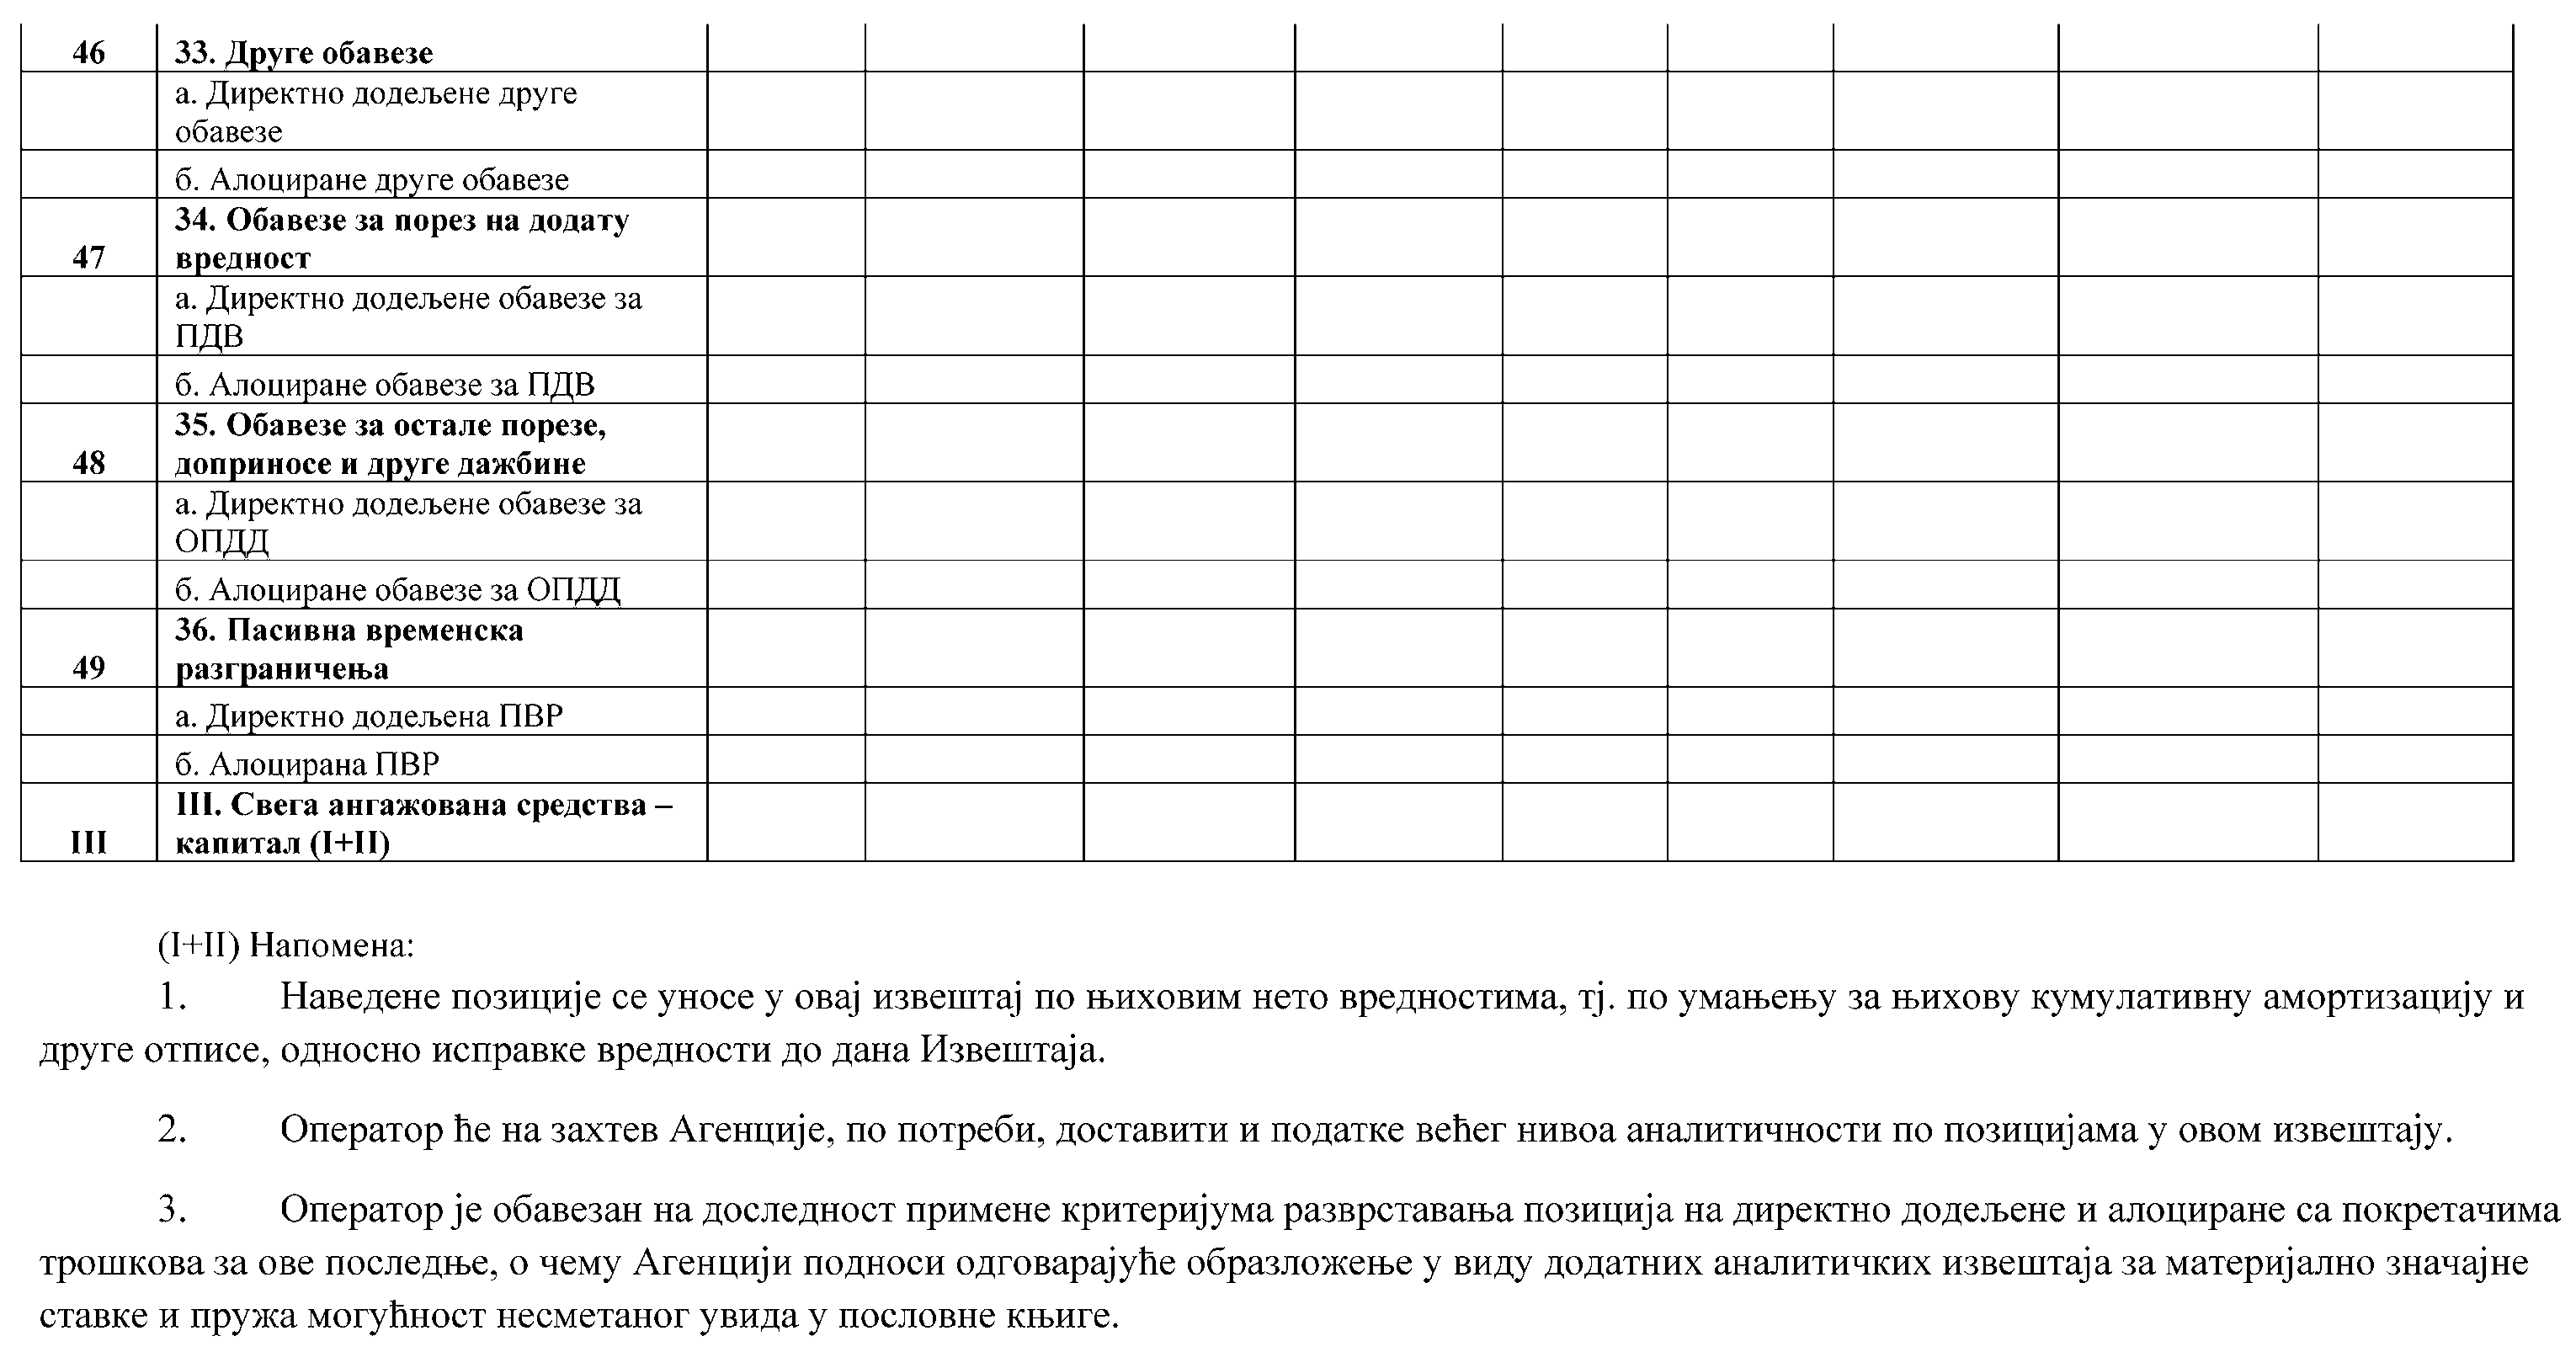 46 33. Друге обавезе
а. Директно додељене друге
обавезе
б. Алоциране друге обавезе
34. Обавезе за порез на додату
47 вредност
а. Директно додељене обавезе за
ПДВ
б. Алоциране обавезе за ПДВ
35. Обавезе за остале порезе,
48 доприносе и друге дажбине
а. Директно додељене обавезе за
ОПДД
б. Алоциране обавезе за ОПДД
36. Пасивна временска
49 разграничења
а. Директно додељена ПВР
б. Алоцирана ПВР
III. Свега ангажована средства –
III капитал (I+II)
(I+II) Напомена:
1. Наведене позиције се уносе у овај извештај по њиховим нето вредностима, тј. по умањењу за њихову кумулативну амортизацију и
друге отписе, односно исправке вредности до дана Извештаја.
2. Оператор ће на захтев Агенције, по потреби, доставити и податке већег нивоа аналитичности по позицијама у овом извештају.
3. Оператор је обавезан на доследност примене критеријума разврставања позиција на директно додељене и алоциране са покретачима
трошкова за ове последње, о чему Агенцији подноси одговарајуће образложење у виду додатних аналитичких извештаја за материјално значајне
ставке и пружа могућност несметаног увида у пословне књиге.